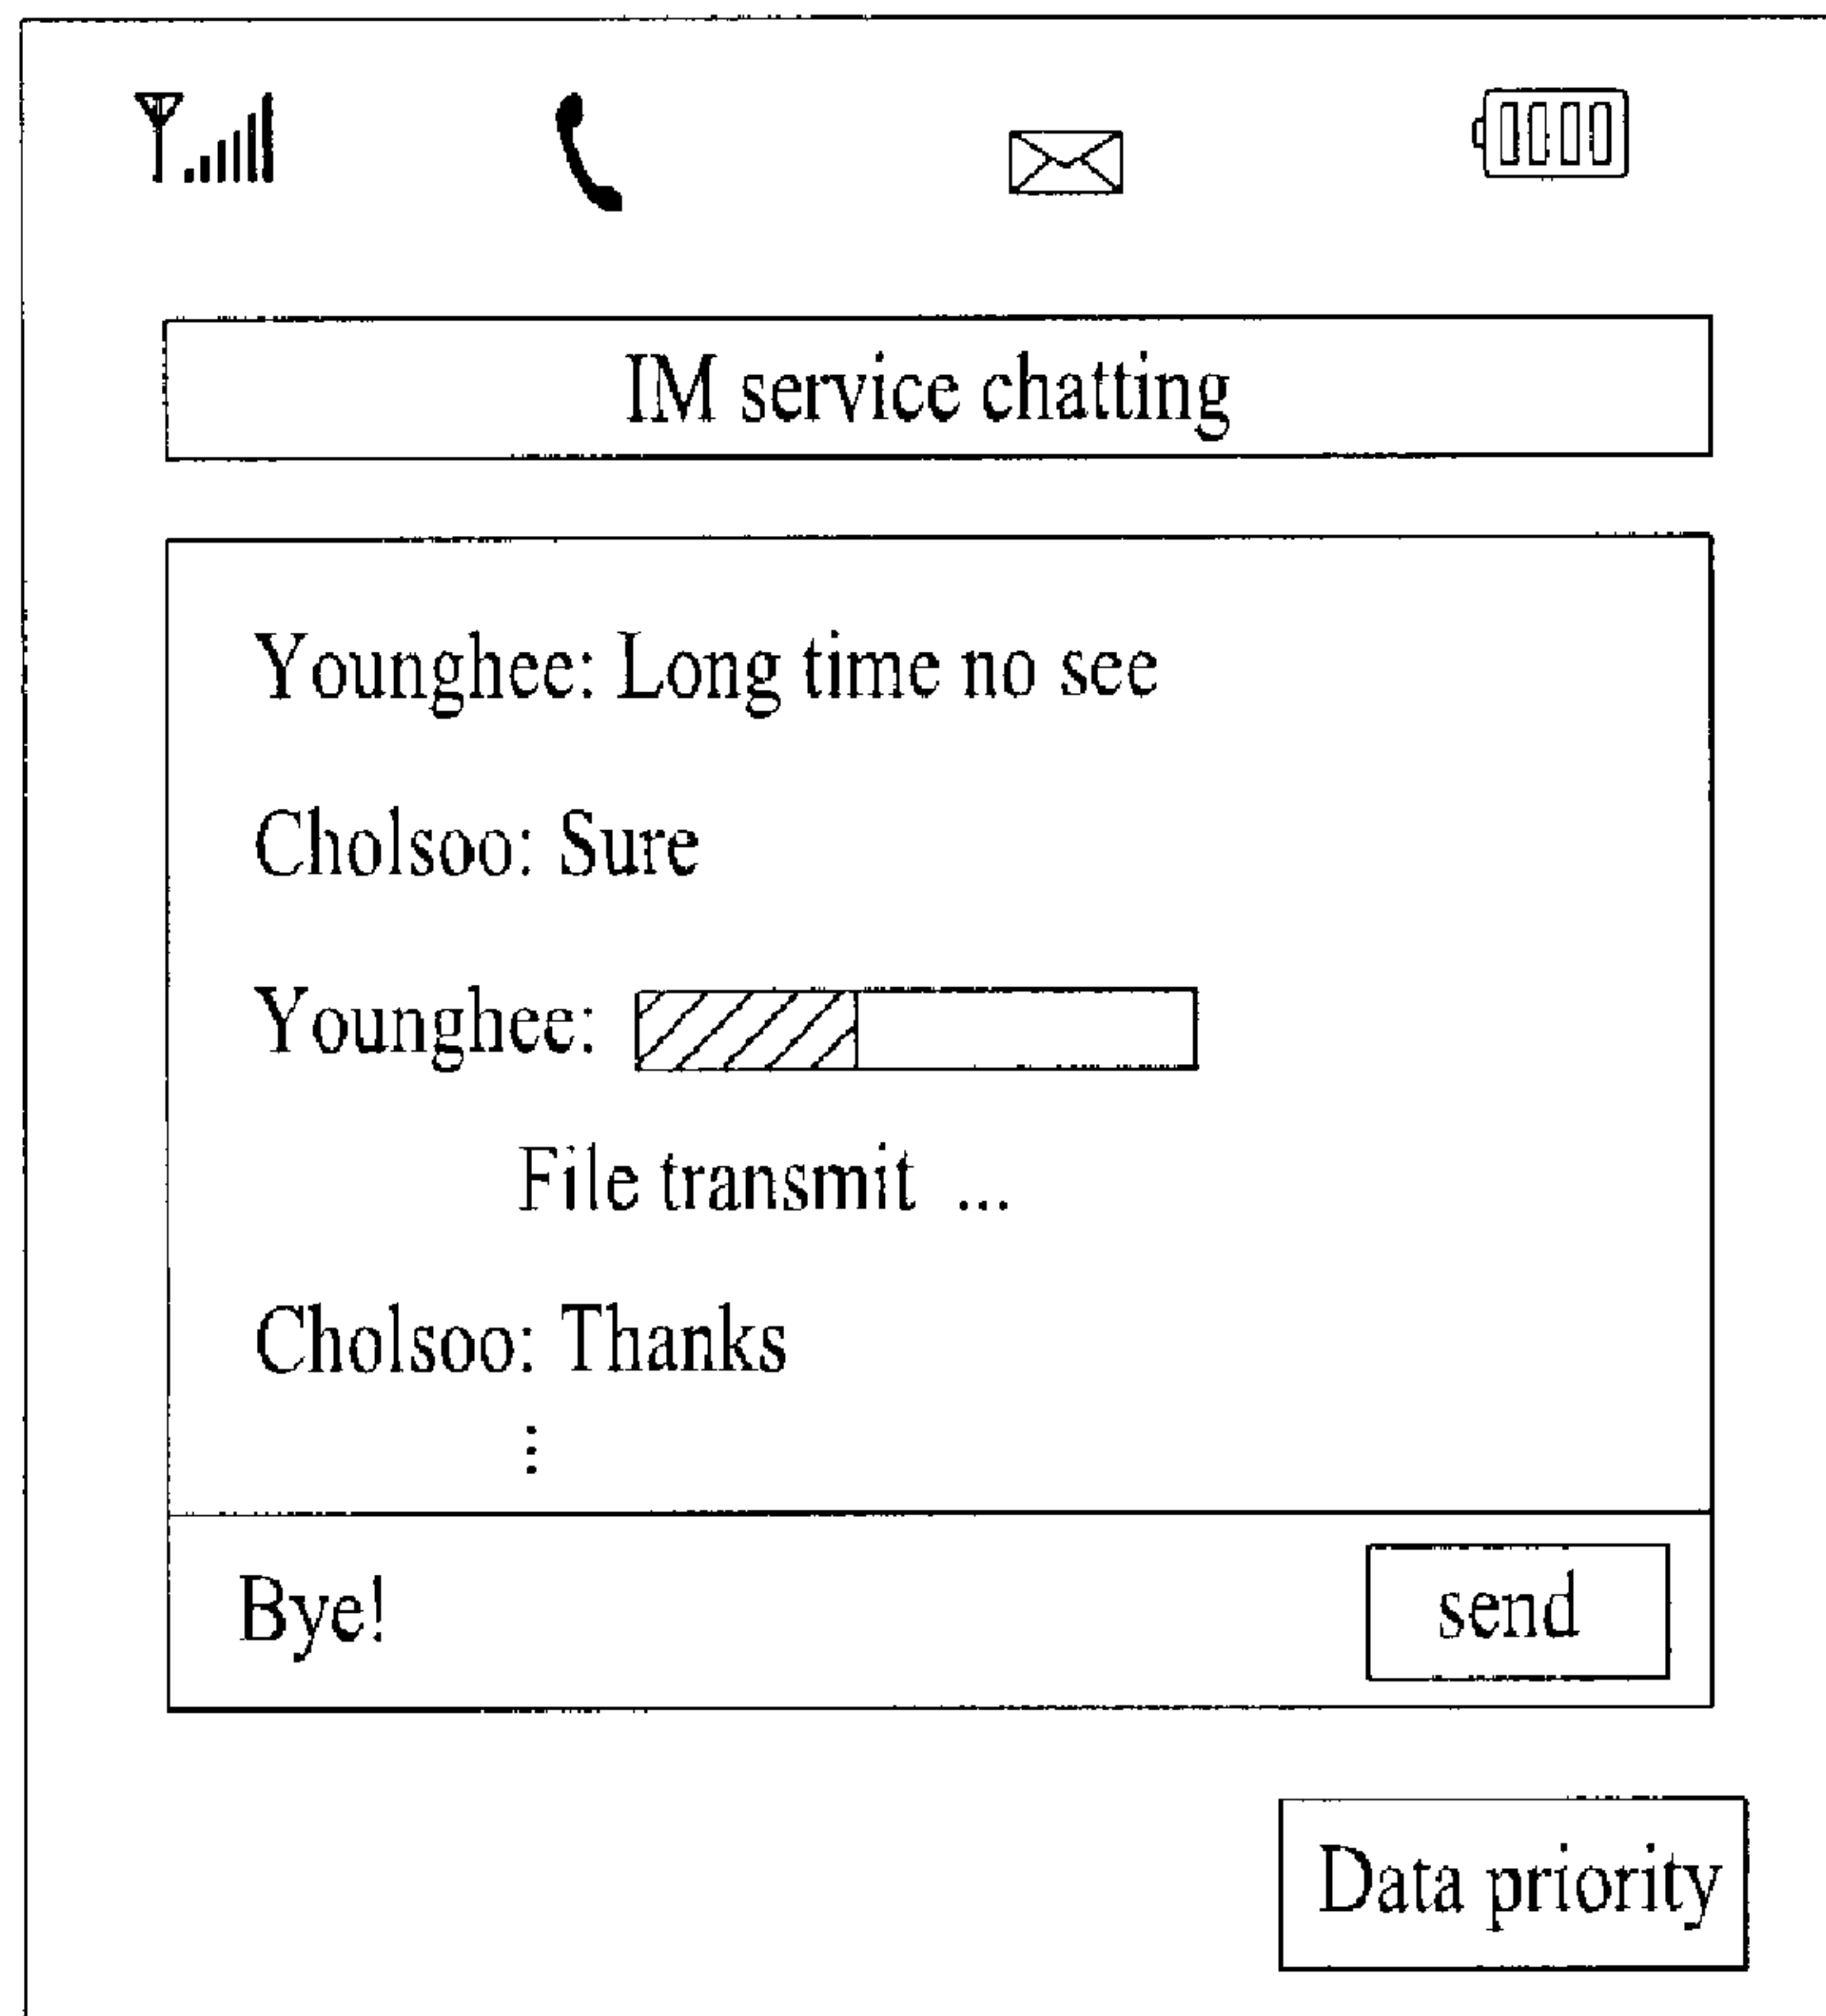 IM service chatting
Younghee: Long time no see
Cholsoo: Sure
Younghee:
File transmit ...
Cholsoo: Thanks
⋮
Bye!
send
Data priority